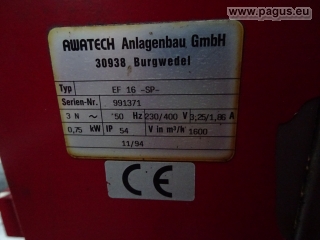 www.pagus.eu
AWATECH Anlagenbau GmbH
30938 Burgwedel
Typ EF 16 -SP-
Serien-Nr. 991371
3 N ~ 50 Hz 230/400 V 3,25/1,86 A
0,75 kW IP 54 V in m³/h 1600
11/94
CE